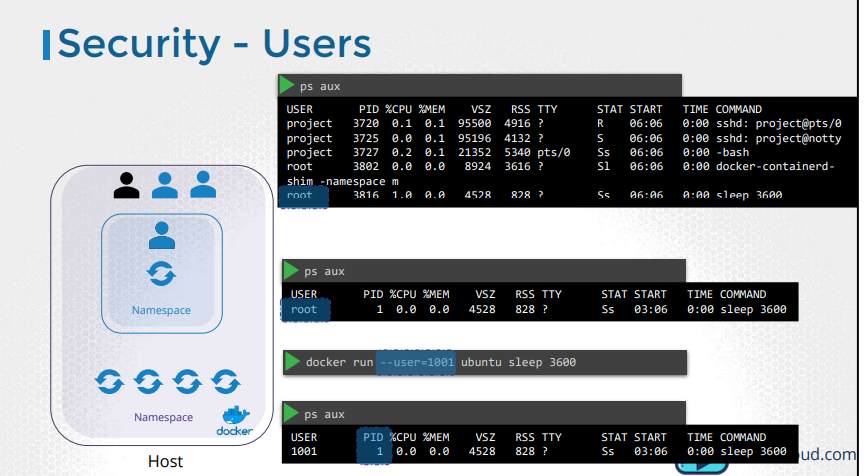 Security - Users
ps aux
USER PID %CPU %MEM VSZ RSS TTY STAT START TIME COMMAND
project 3720 0.1 0.1 95500 4916 ? R 06:06 0:00 sshd: project@pts/0
project 3725 0.0 0.1 95196 4132 ? S 06:06 0:00 sshd: project@notty
project 3727 0.2 0.1 21352 5340 pts/0 Ss 06:06 0:00 -bash
root 3802 0.0 0.0 8924 3616 ? Sl 06:06 0:00 docker-containerd-
shim -namespace m
root 3816 1.0 0.0 4528 828 ? Ss 06:06 0:00 sleep 3600
ps aux
USER PID %CPU %MEM VSZ RSS TTY STAT START TIME COMMAND
root 1 0.0 0.0 4528 828 ? Ss 03:06 0:00 sleep 3600
docker run --user=1001 ubuntu sleep 3600
ps aux
USER PID %CPU %MEM VSZ RSS TTY STAT START TIME COMMAND
1001 1 0.0 0.0 4528 828 ? Ss 03:06 0:00 sleep 3600
Namespace
Namespace
docker
Host
oud.com